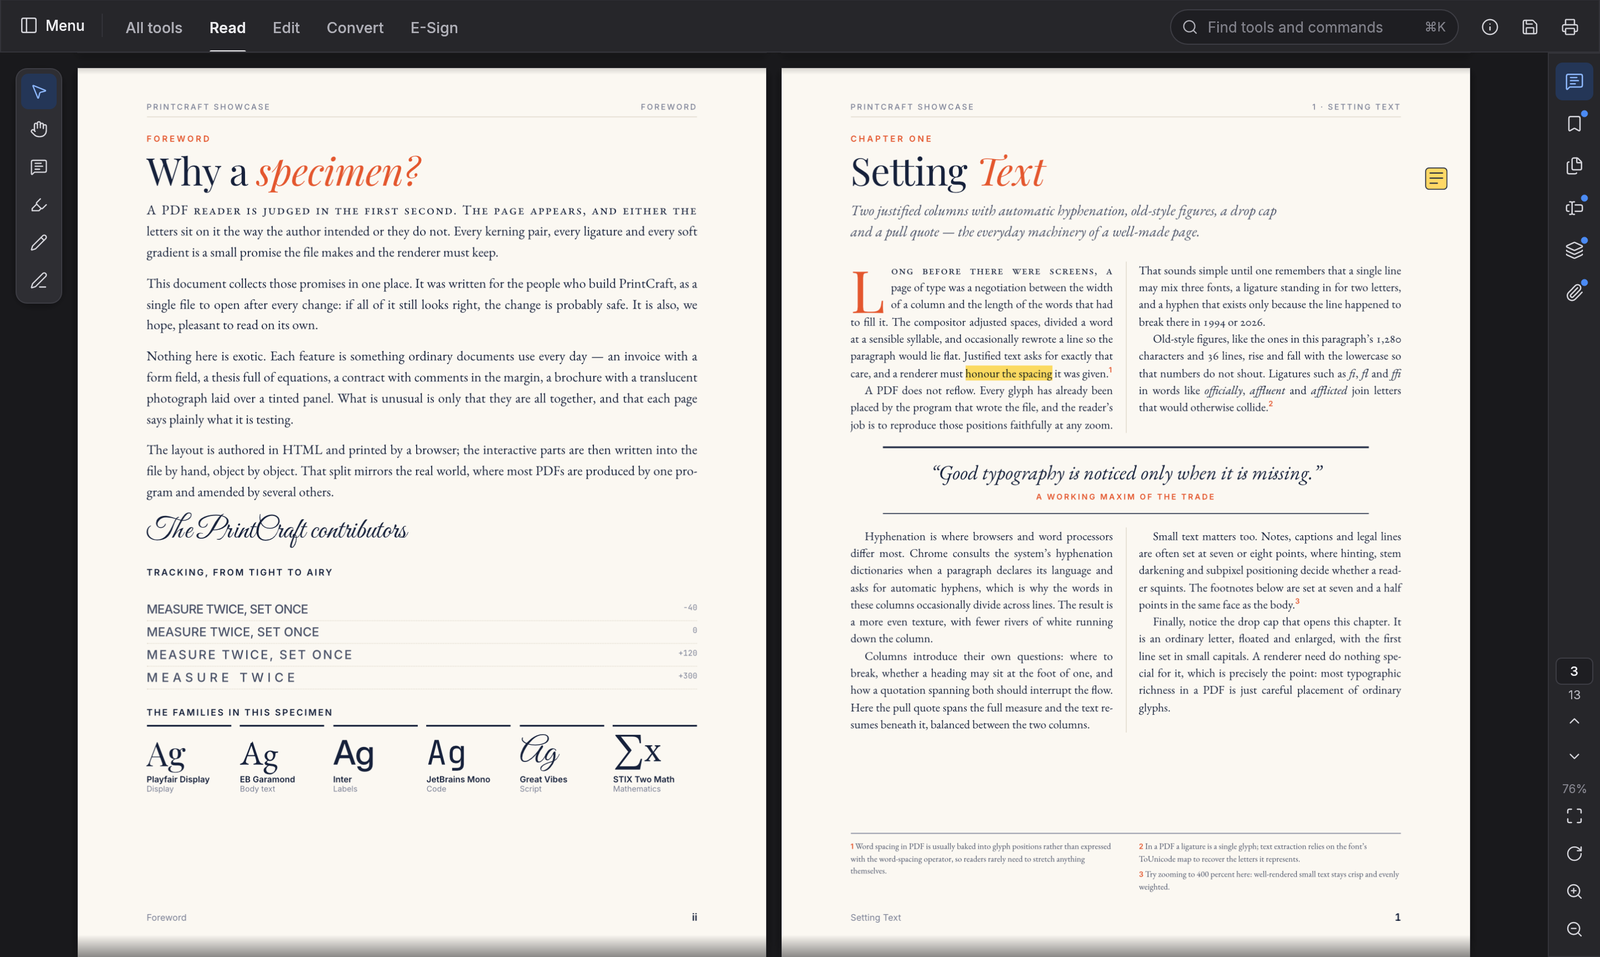 Menu
All tools
Read
Edit
Convert
E-Sign
Find tools and commands
⌘K
PRINTCRAFT SHOWCASE
FOREWORD
FOREWORD
Why a specimen?
A PDF READER IS JUDGED IN THE FIRST SECOND. THE PAGE APPEARS, AND EITHER THE
letters sit on it the way the author intended or they do not. Every kerning pair, every ligature and every soft
gradient is a small promise the file makes and the renderer must keep.
This document collects those promises in one place. It was written for the people who build PrintCraft, as a
single file to open after every change: if all of it still looks right, the change is probably safe. It is also, we
hope, pleasant to read on its own.
Nothing here is exotic. Each feature is something ordinary documents use every day — an invoice with a
form field, a thesis full of equations, a contract with comments in the margin, a brochure with a translucent
photograph laid over a tinted panel. What is unusual is only that they are all together, and that each page
says plainly what it is testing.
The layout is authored in HTML and printed by a browser; the interactive parts are then written into the
file by hand, object by object. That split mirrors the real world, where most PDFs are produced by one pro-
gram and amended by several others.
The PrintCraft contributors
TRACKING, FROM TIGHT TO AIRY
MEASURE TWICE, SET ONCE -40
MEASURE TWICE, SET ONCE 0
MEASURE TWICE, SET ONCE +120
MEASURE TWICE +300
THE FAMILIES IN THIS SPECIMEN
Ag Ag Ag Ag Ag ∑x
Playfair Display EB Garamond Inter JetBrains Mono Great Vibes STIX Two Math
Display Body text Labels Code Script Mathematics
Foreword
ii
PRINTCRAFT SHOWCASE
1 · SETTING TEXT
CHAPTER ONE
Setting Text
Two justified columns with automatic hyphenation, old-style figures, a drop cap
and a pull quote — the everyday machinery of a well-made page.
LONG BEFORE THERE WERE SCREENS, A
page of type was a negotiation between the width
of a column and the length of the words that had
to fill it. The compositor adjusted spaces, divided a word
at a sensible syllable, and occasionally rewrote a line so the
paragraph would lie flat. Justified text asks for exactly that
care, and a renderer must honour the spacing it was given.1
A PDF does not reflow. Every glyph has already been
placed by the program that wrote the file, and the reader's
job is to reproduce those positions faithfully at any zoom.
That sounds simple until one remembers that a single line
may mix three fonts, a ligature standing in for two letters,
and a hyphen that exists only because the line happened to
break there in 1994 or 2026.
Old-style figures, like the ones in this paragraph's 1,280
characters and 36 lines, rise and fall with the lowercase so
that numbers do not shout. Ligatures such as fi, fl and ffi
in words like officially, affluent and afflicted join letters
that would otherwise collide.2
“Good typography is noticed only when it is missing.”
A WORKING MAXIM OF THE TRADE
Hyphenation is where browsers and word processors
differ most. Chrome consults the system's hyphenation
dictionaries when a paragraph declares its language and
asks for automatic hyphens, which is why the words in
these columns occasionally divide across lines. The result is
a more even texture, with fewer rivers of white running
down the column.
Columns introduce their own questions: where to
break, whether a heading may sit at the foot of one, and
how a quotation spanning both should interrupt the flow.
Here the pull quote spans the full measure and the text re-
sumes beneath it, balanced between the two columns.
Small text matters too. Notes, captions and legal lines
are often set at seven or eight points, where hinting, stem
darkening and subpixel positioning decide whether a read-
er squints. The footnotes below are set at seven and a half
points in the same face as the body.3
Finally, notice the drop cap that opens this chapter. It
is an ordinary letter, floated and enlarged, with the first
line set in small capitals. A renderer need do nothing spe-
cial for it, which is precisely the point: most typographic
richness in a PDF is just careful placement of ordinary
glyphs.
1 Word spacing in PDF is usually baked into glyph positions rather than expressed
with the word-spacing operator, so readers rarely need to stretch anything
themselves.
2 In a PDF a ligature is a single glyph; text extraction relies on the font's
ToUnicode map to recover the letters it represents.
3 Try zooming to 400 percent here: well-rendered small text stays crisp and evenly
weighted.
Setting Text
1
3
13
76%